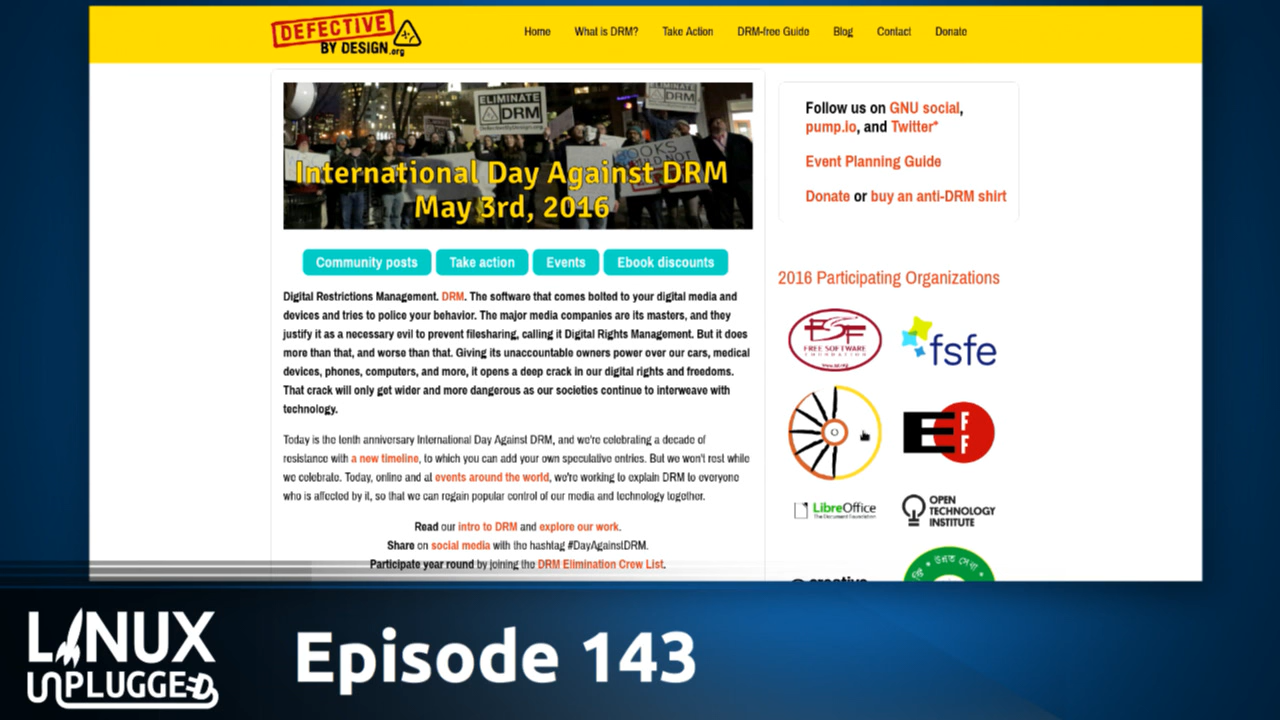 DEFECTIVE
BY DESIGN.org
Home What is DRM? Take Action DRM-free Guide Blog Contact Donate
ELIMINATE
DRM
DefectiveByDesign.org
ELIMINATE
DRM
BOOKS
International Day Against DRM
May 3rd, 2016
Community posts Take action Events Ebook discounts
Digital Restrictions Management. DRM. The software that comes bolted to your digital media and
devices and tries to police your behavior. The major media companies are its masters, and they
justify it as a necessary evil to prevent filesharing, calling it Digital Rights Management. But it does
more than that, and worse than that. Giving its unaccountable owners power over our cars, medical
devices, phones, computers, and more, it opens a deep crack in our digital rights and freedoms.
That crack will only get wider and more dangerous as our societies continue to interweave with
technology.
Today is the tenth anniversary International Day Against DRM, and we're celebrating a decade of
resistance with a new timeline, to which you can add your own speculative entries. But we won't rest while
we celebrate. Today, online and at events around the world, we're working to explain DRM to everyone
who is affected by it, so that we can regain popular control of our media and technology together.
Read our intro to DRM and explore our work.
Share on social media with the hashtag #DayAgainstDRM.
Participate year round by joining the DRM Elimination Crew List.
Follow us on GNU social,
pump.io, and Twitter*
Event Planning Guide
Donate or buy an anti-DRM shirt
2016 Participating Organizations
FSF
FREE SOFTWARE
FOUNDATION
fsfe
EFF
LibreOffice
The Document Foundation
OPEN
TECHNOLOGY
INSTITUTE
creative
LINUX
UNPLUGGED
Episode 143